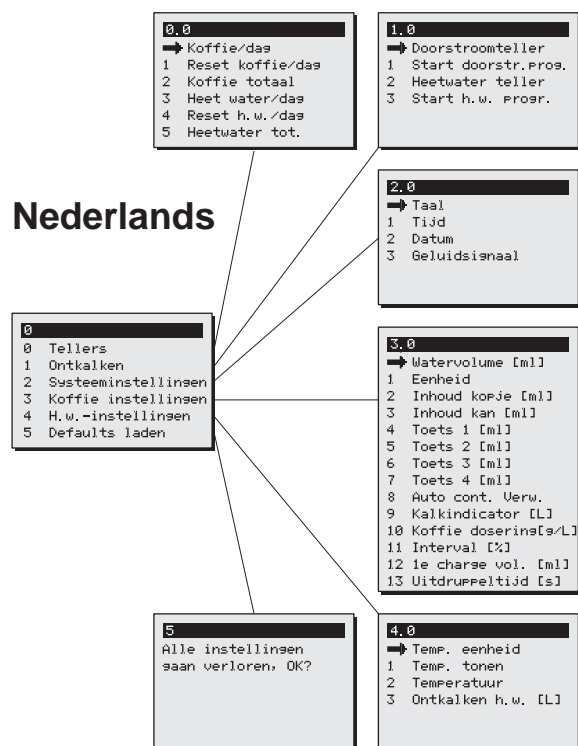 0.0
Koffie/dag
1 Reset koffie/dag
2 Koffie totaal
3 Heet water/dag
4 Reset h.w./dag
5 Heetwater tot.
1.0
Doorstroomteller
1 Start doorstr.prog.
2 Heetwater teller
3 Start h.w. progr.
2.0
Taal
1 Tijd
2 Datum
3 Geluidsignaal
Nederlands
0
0 Tellers
1 Ontkalken
2 Systeeminstellingen
3 Koffie instellingen
4 H.w.-instellingen
5 Defaults laden
3.0
Watervolume [ml]
1 Eenheid
2 Inhoud kopje [ml]
3 Inhoud kan [ml]
4 Toets 1 [ml]
5 Toets 2 [ml]
6 Toets 3 [ml]
7 Toets 4 [ml]
8 Auto cont. Verw.
9 Kalkindicator [L]
10 Koffie dosering[g/L]
11 Interval [%]
12 1e charge vol. [ml]
13 Uitdruppeltijd [s]
5
Alle instellingen
gaan verloren, OK?
4.0
Temp. eenheid
1 Temp. tonen
2 Temperatuur
3 Ontkalken h.w. [L]